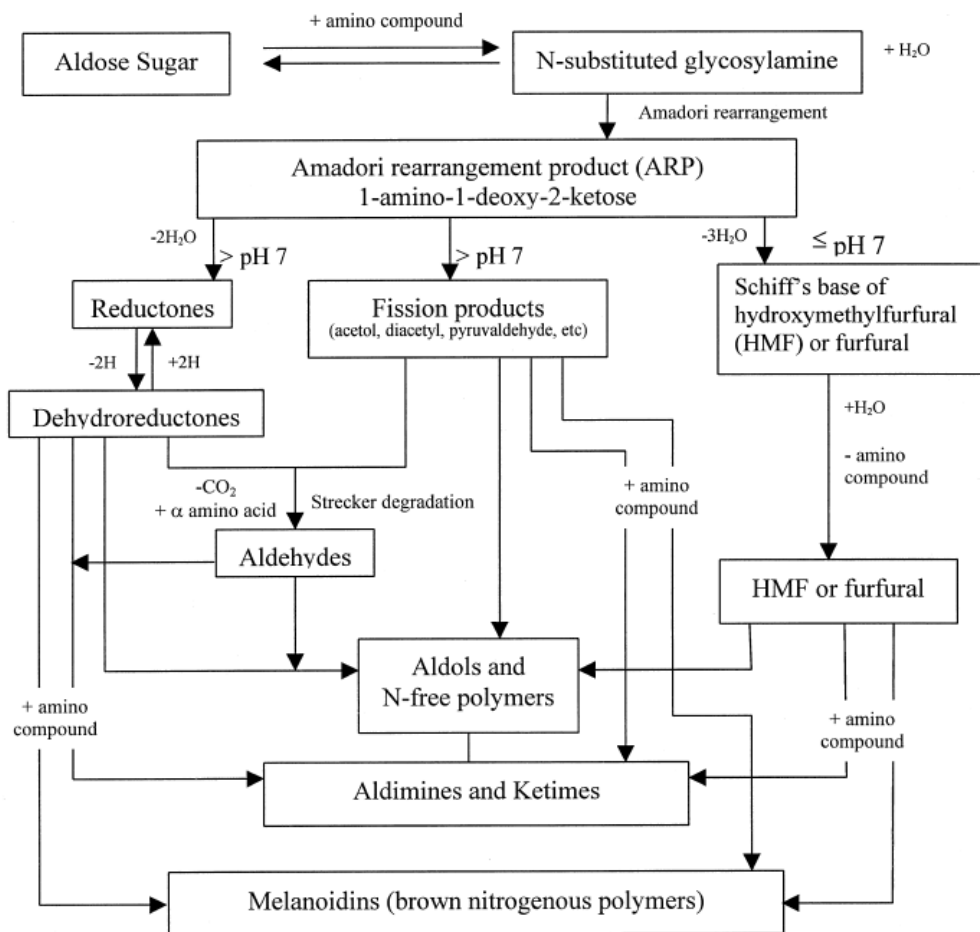 + amino compound
Aldose Sugar
N-substituted glycosylamine
+ H₂O
Amadori rearrangement
Amadori rearrangement product (ARP)
1-amino-1-deoxy-2-ketose
-2H₂O
> pH 7
> pH 7
-3H₂O
≤ pH 7
Reductones
Fission products
(acetol, diacetyl, pyruvaldehyde, etc)
Schiff's base of
hydroxymethylfurfural
(HMF) or furfural
-2H
+2H
Dehydroreductones
+H₂O
- amino
compound
-CO₂
+ α amino acid
Strecker degradation
+ amino
compound
Aldehydes
HMF or furfural
Aldols and
N-free polymers
+ amino
compound
+ amino
compound
Aldimines and Ketimes
Melanoidins (brown nitrogenous polymers)